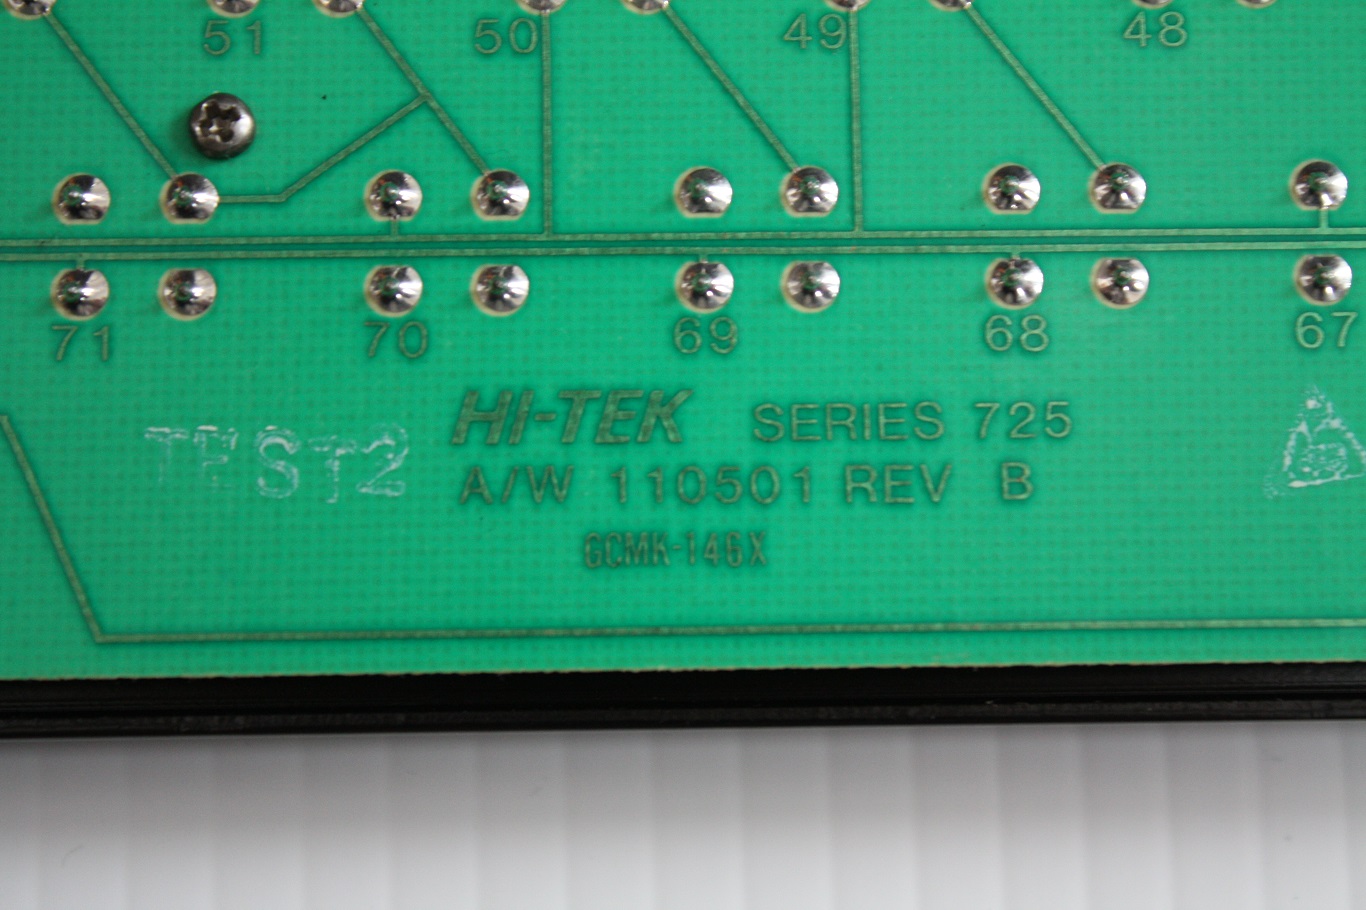 51 50 49 48
71 70 69 68 67
TEST2 HI-TEK SERIES 725
A/W 110501 REV B
GCMK-146X